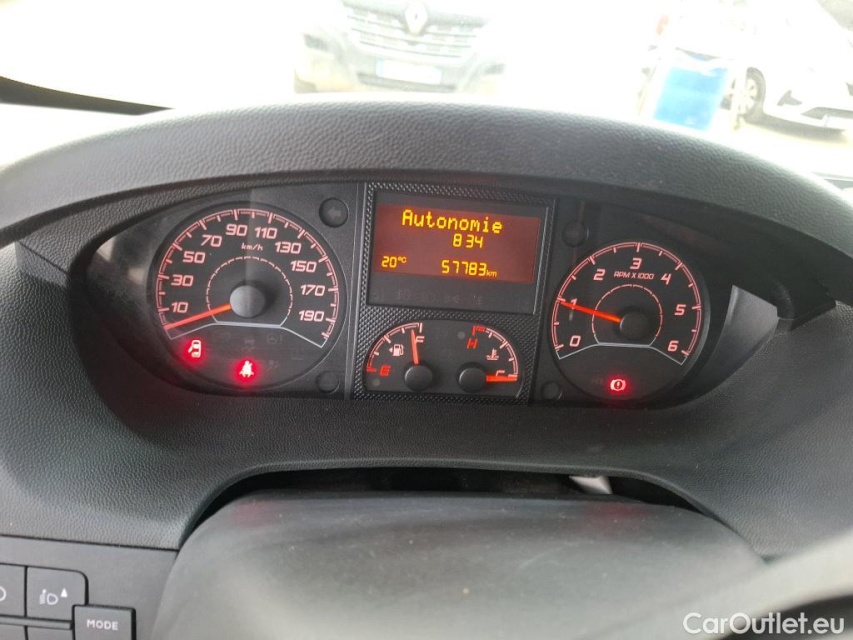 10 30 50 70 90 110 130 150 170 190
km/h
Autonomie
834
20°C 57783km
E F
H C
0 1 2 3 4 5 6
RPM X1000
MODE
CarOutlet.eu